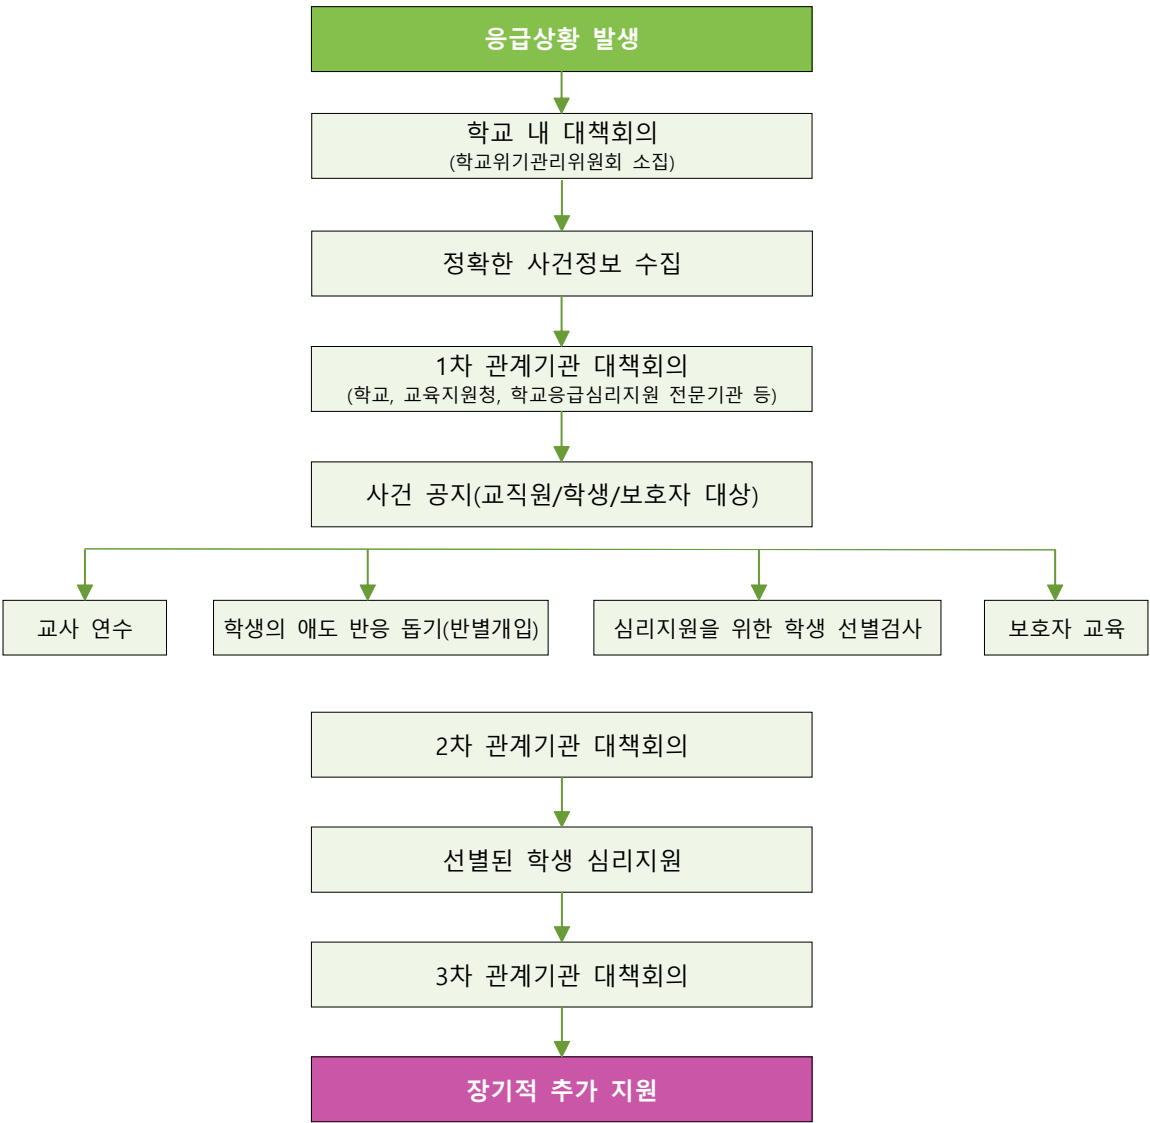 응급상황 발생
학교 내 대책회의
(학교위기관리위원회 소집)
정확한 사건정보 수집
1차 관계기관 대책회의
(학교, 교육지원청, 학교응급심리지원 전문기관 등)
사건 공지(교직원/학생/보호자 대상)
교사 연수
학생의 애도 반응 돕기(반별개입)
심리지원을 위한 학생 선별검사
보호자 교육
2차 관계기관 대책회의
선별된 학생 심리지원
3차 관계기관 대책회의
장기적 추가 지원